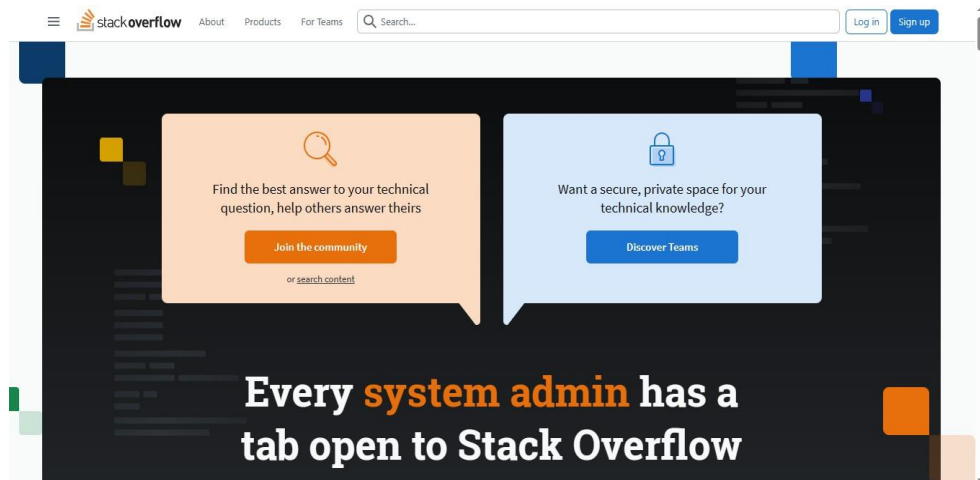 stackoverflow About Products For Teams Search... Log in Sign up
Find the best answer to your technical
question, help others answer theirs
Join the community
or search content
Want a secure, private space for your
technical knowledge?
Discover Teams
Every system admin has a
tab open to Stack Overflow